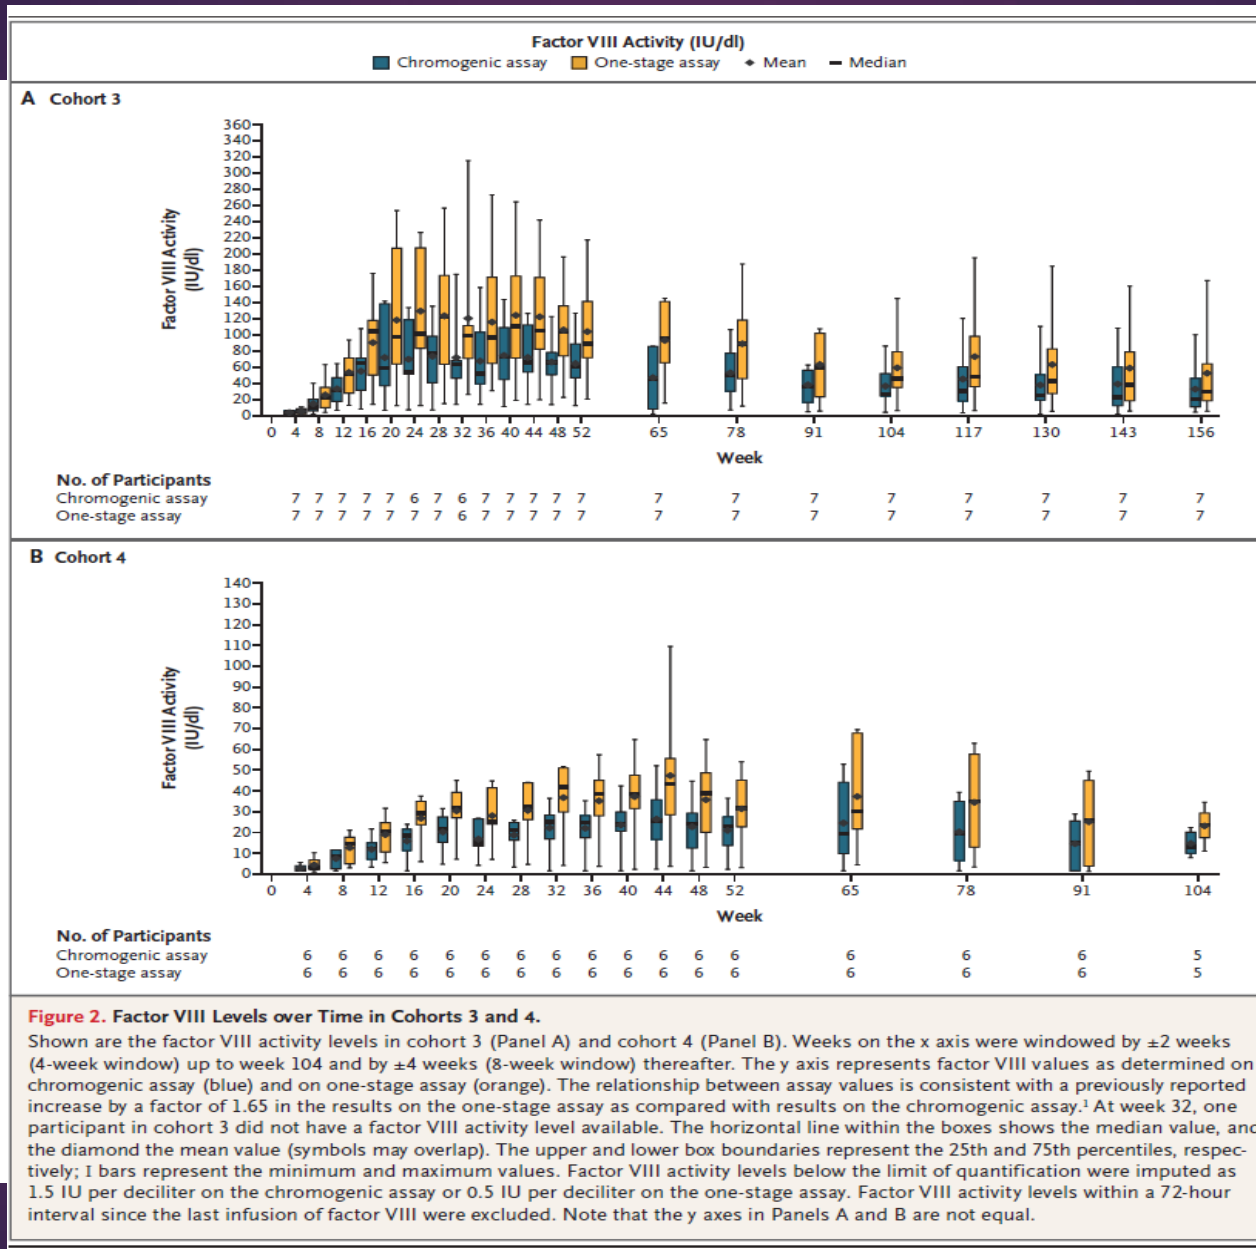 Factor VIII Activity (IU/dl)
Chromogenic assay One-stage assay Mean Median
A Cohort 3
Factor VIII Activity
(IU/dl)
360
340
320
300
280
260
240
220
200
180
160
140
120
100
80
60
40
20
0
0 4 8 12 16 20 24 28 32 36 40 44 48 52 65 78 91 104 117 130 143 156
Week
No. of Participants
Chromogenic assay 7 7 7 7 7 6 7 6 7 7 7 7 7 7 7 7 7 7 7 7 7
One-stage assay 7 7 7 7 7 7 7 6 7 7 7 7 7 7 7 7 7 7 7 7 7
B Cohort 4
Factor VIII Activity
(IU/dl)
140
130
120
110
100
90
80
70
60
50
40
30
20
10
0
0 4 8 12 16 20 24 28 32 36 40 44 48 52 65 78 91 104
Week
No. of Participants
Chromogenic assay 6 6 6 6 6 6 6 6 6 6 6 6 6 6 6 6 5
One-stage assay 6 6 6 6 6 6 6 6 6 6 6 6 6 6 6 6 5
Figure 2. Factor VIII Levels over Time in Cohorts 3 and 4.
Shown are the factor VIII activity levels in cohort 3 (Panel A) and cohort 4 (Panel B). Weeks on the x axis were windowed by ±2 weeks
(4-week window) up to week 104 and by ±4 weeks (8-week window) thereafter. The y axis represents factor VIII values as determined on
chromogenic assay (blue) and on one-stage assay (orange). The relationship between assay values is consistent with a previously reported
increase by a factor of 1.65 in the results on the one-stage assay as compared with results on the chromogenic assay.¹ At week 32, one
participant in cohort 3 did not have a factor VIII activity level available. The horizontal line within the boxes shows the median value, and
the diamond the mean value (symbols may overlap). The upper and lower box boundaries represent the 25th and 75th percentiles, respec-
tively; I bars represent the minimum and maximum values. Factor VIII activity levels below the limit of quantification were imputed as
1.5 IU per deciliter on the chromogenic assay or 0.5 IU per deciliter on the one-stage assay. Factor VIII activity levels within a 72-hour
interval since the last infusion of factor VIII were excluded. Note that the y axes in Panels A and B are not equal.